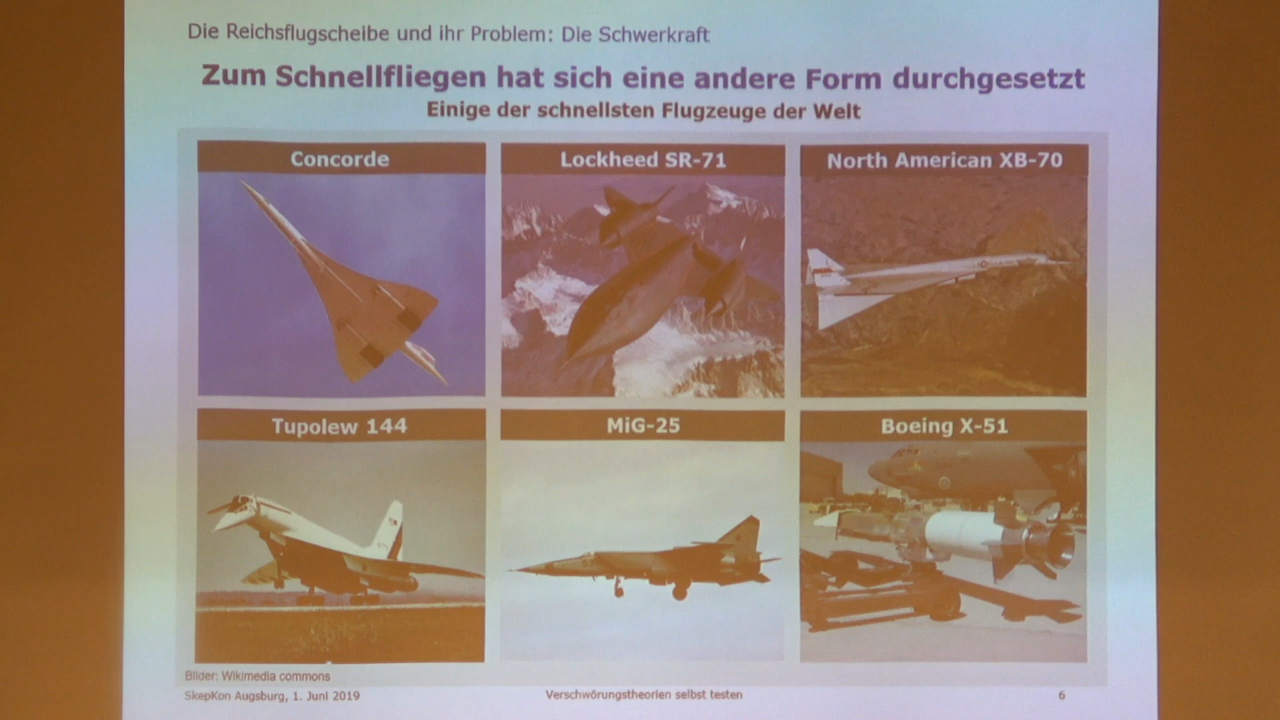 Die Reichsflugscheibe und ihr Problem: Die Schwerkraft
Zum Schnellfliegen hat sich eine andere Form durchgesetzt
Einige der schnellsten Flugzeuge der Welt
Concorde
Lockheed SR-71
North American XB-70
Tupolew 144
MiG-25
Boeing X-51
Bilder: Wikimedia commons
SkepKon Augsburg, 1. Juni 2019
Verschwörungstheorien selbst testen
6